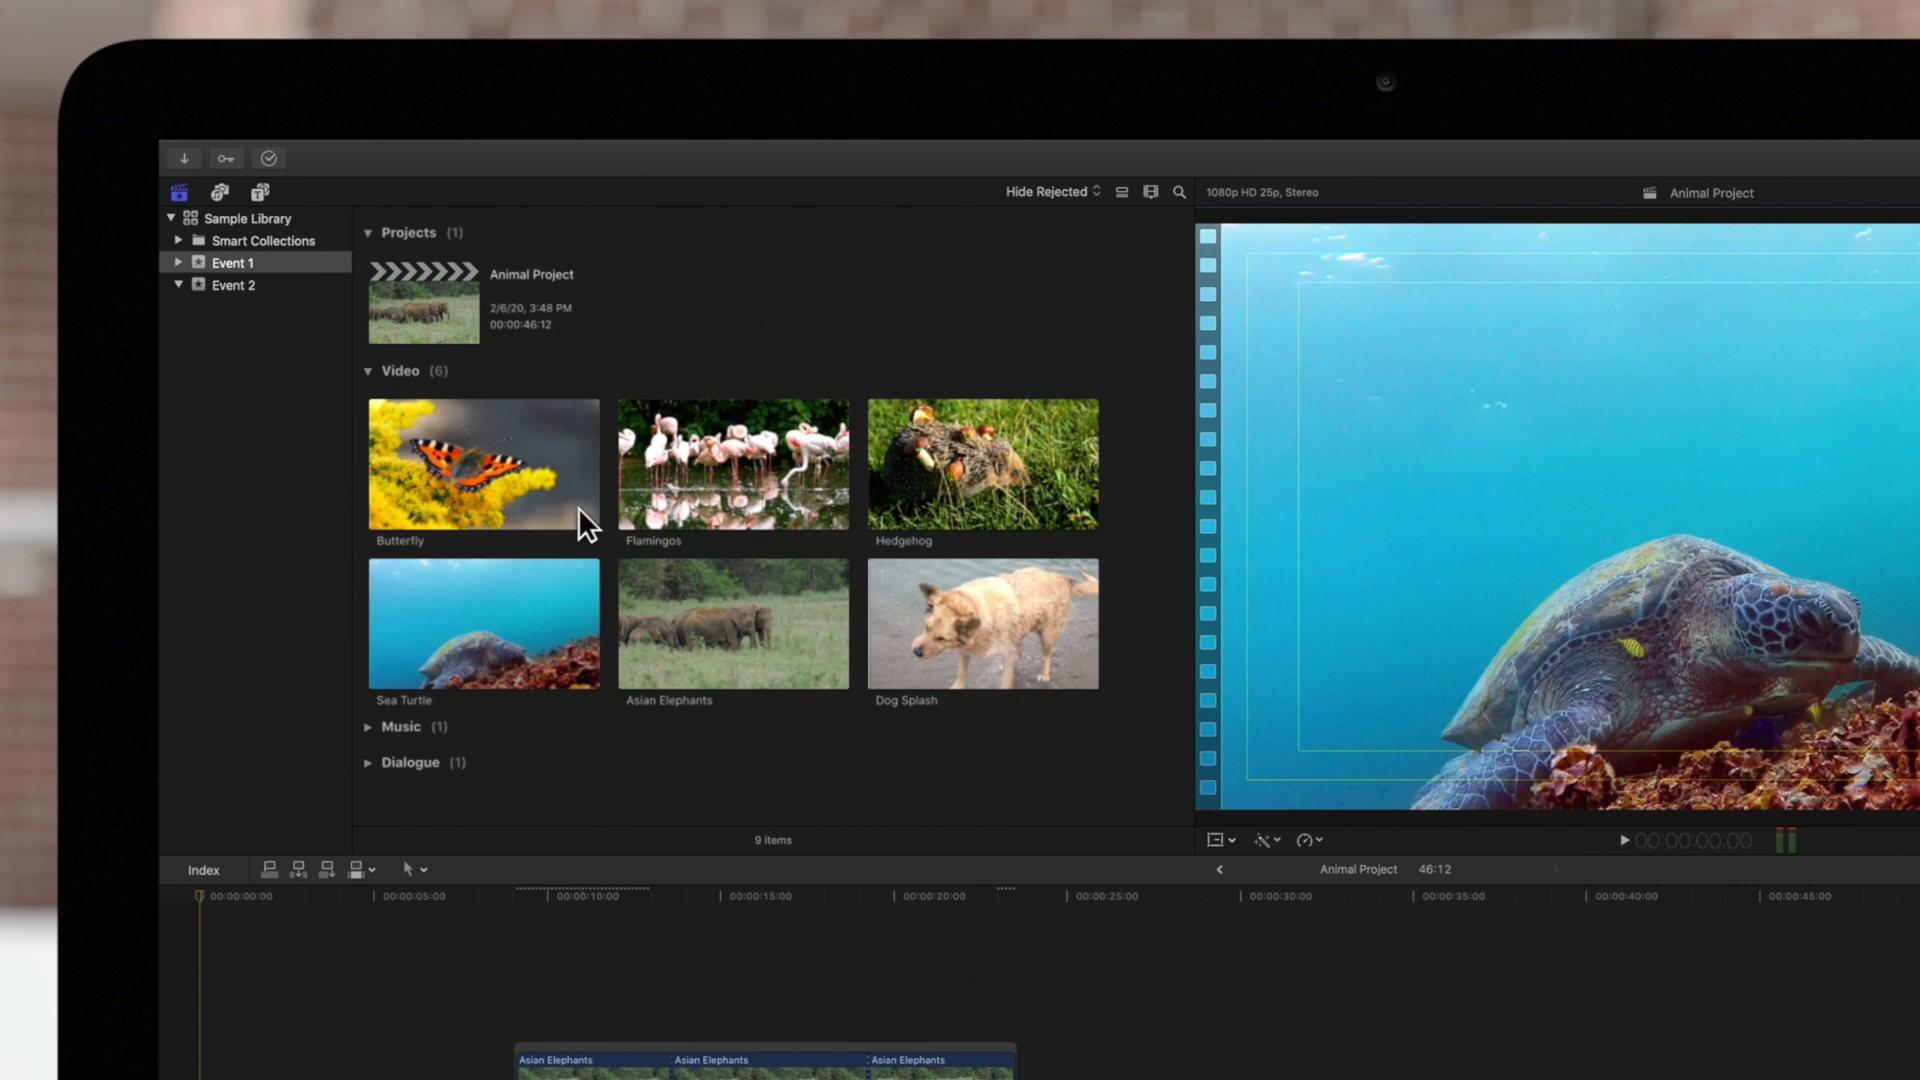 Hide Rejected
1080p HD 25p, Stereo
Animal Project
Sample Library
Smart Collections
Event 1
Event 2
Projects (1)
Animal Project
2/6/20, 3:48 PM
00:00:46:12
Video (6)
Butterfly
Flamingos
Hedgehog
Sea Turtle
Asian Elephants
Dog Splash
Music (1)
Dialogue (1)
9 items
00:00:00:00
Index
Animal Project 46:12
00:00:00:00
00:00:05:00
00:00:10:00
00:00:15:00
00:00:20:00
00:00:25:00
00:00:30:00
00:00:35:00
00:00:40:00
00:00:45:00
Asian Elephants
Asian Elephants
Asian Elephants